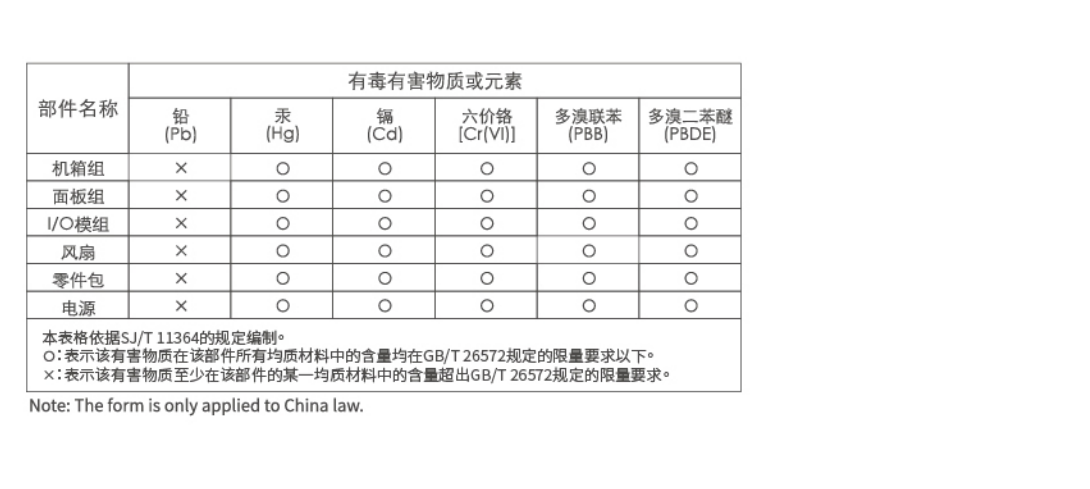 部件名称 有毒有害物质或元素
铅 汞 镉 六价铬 多溴联苯 多溴二苯醚
(Pb) (Hg) (Cd) [Cr(VI)] (PBB) (PBDE)
机箱组 × ○ ○ ○ ○ ○
面板组 × ○ ○ ○ ○ ○
I/O模组 × ○ ○ ○ ○ ○
风扇 × ○ ○ ○ ○ ○
零件包 × ○ ○ ○ ○ ○
电源 × ○ ○ ○ ○ ○
本表格依据SJ/T 11364的规定编制。
○:表示该有害物质在该部件所有均质材料中的含量均在GB/T 26572规定的限量要求以下。
×:表示该有害物质至少在该部件的某一均质材料中的含量超出GB/T 26572规定的限量要求。
Note: The form is only applied to China law.